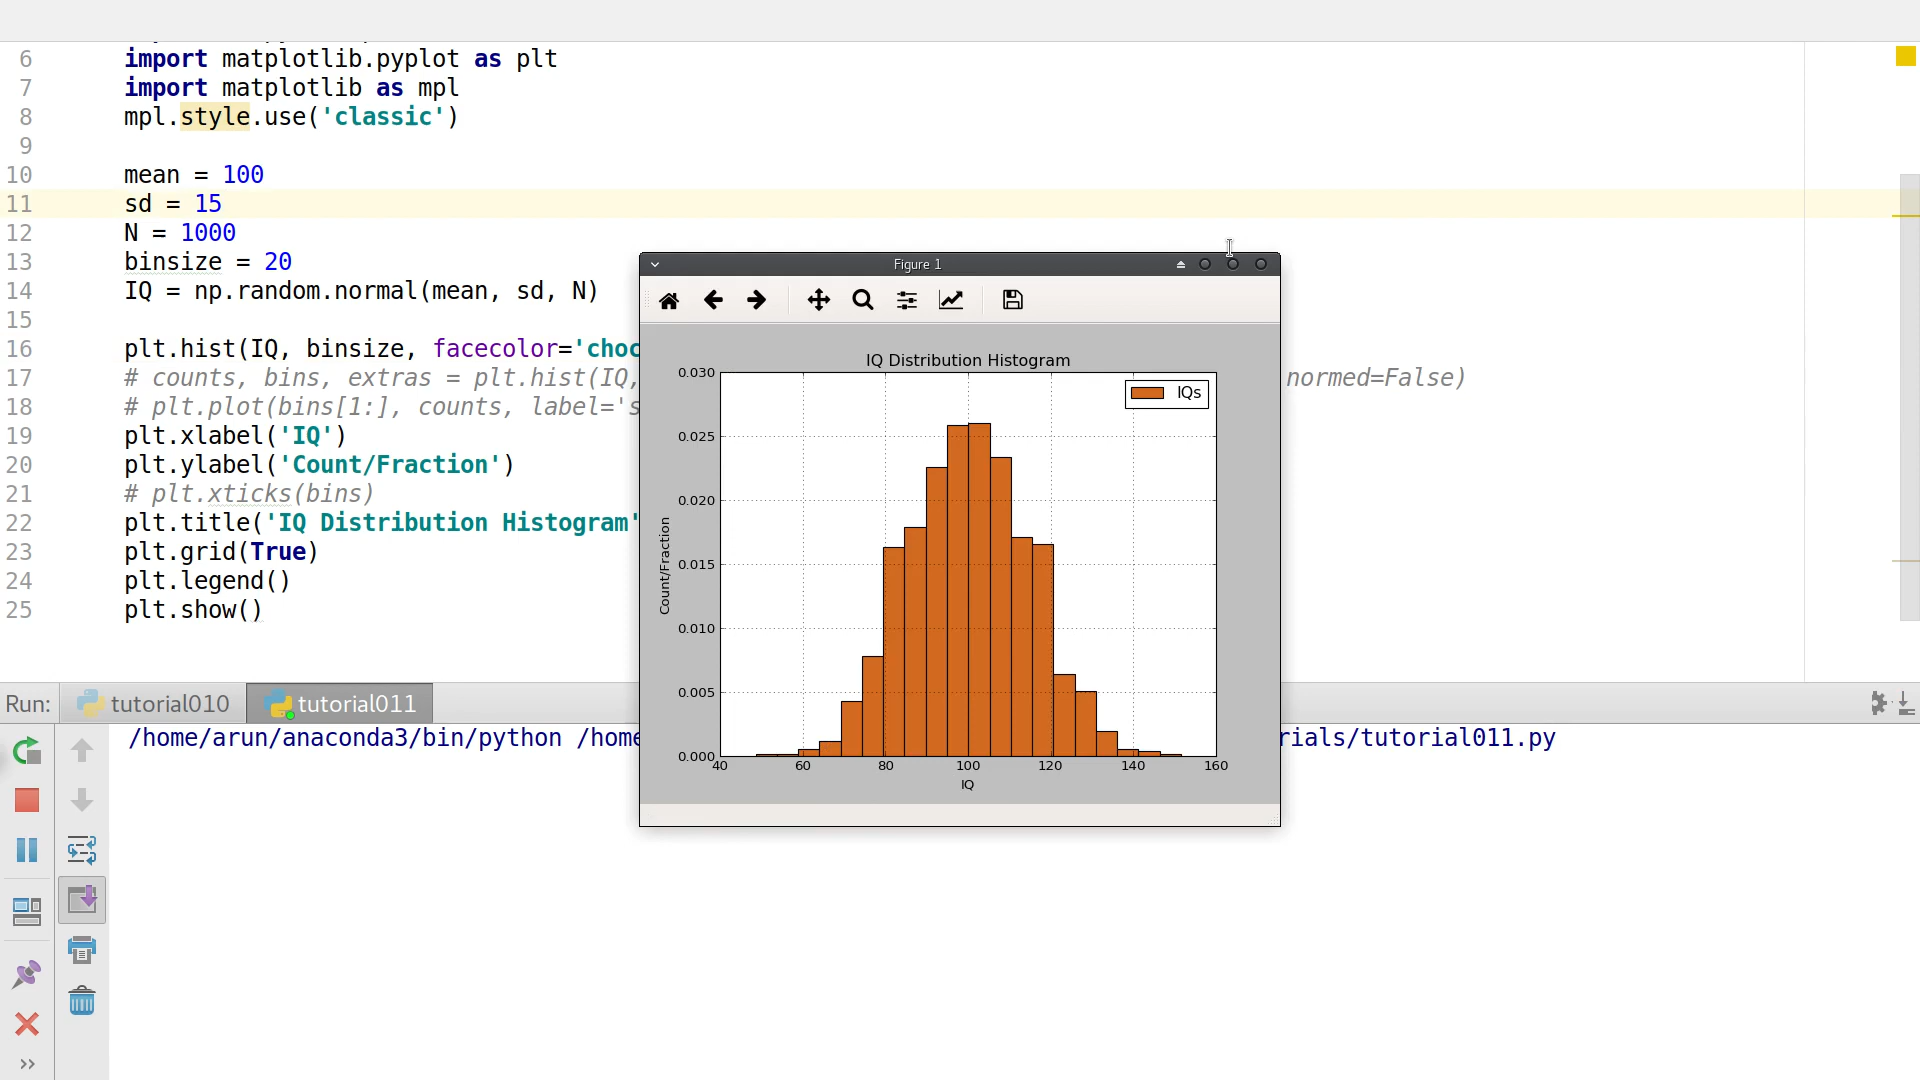 6 import matplotlib.pyplot as plt
7 import matplotlib as mpl
8 mpl.style.use('classic')
9
10 mean = 100
11 sd = 15
12 N = 1000
13 binsize = 20
14 IQ = np.random.normal(mean, sd, N)
15
16 plt.hist(IQ, binsize, facecolor='choc
17 # counts, bins, extras = plt.hist(IQ, normed=False)
18 # plt.plot(bins[1:], counts, label='s
19 plt.xlabel('IQ')
20 plt.ylabel('Count/Fraction')
21 # plt.xticks(bins)
22 plt.title('IQ Distribution Histogram'
23 plt.grid(True)
24 plt.legend()
25 plt.show()
Figure 1
IQ Distribution Histogram
IQs
0.030
0.025
0.020
0.015
0.010
0.005
0.000
Count/Fraction
40 60 80 100 120 140 160
IQ
Run: tutorial010 tutorial011
/home/arun/anaconda3/bin/python /home rials/tutorial011.py